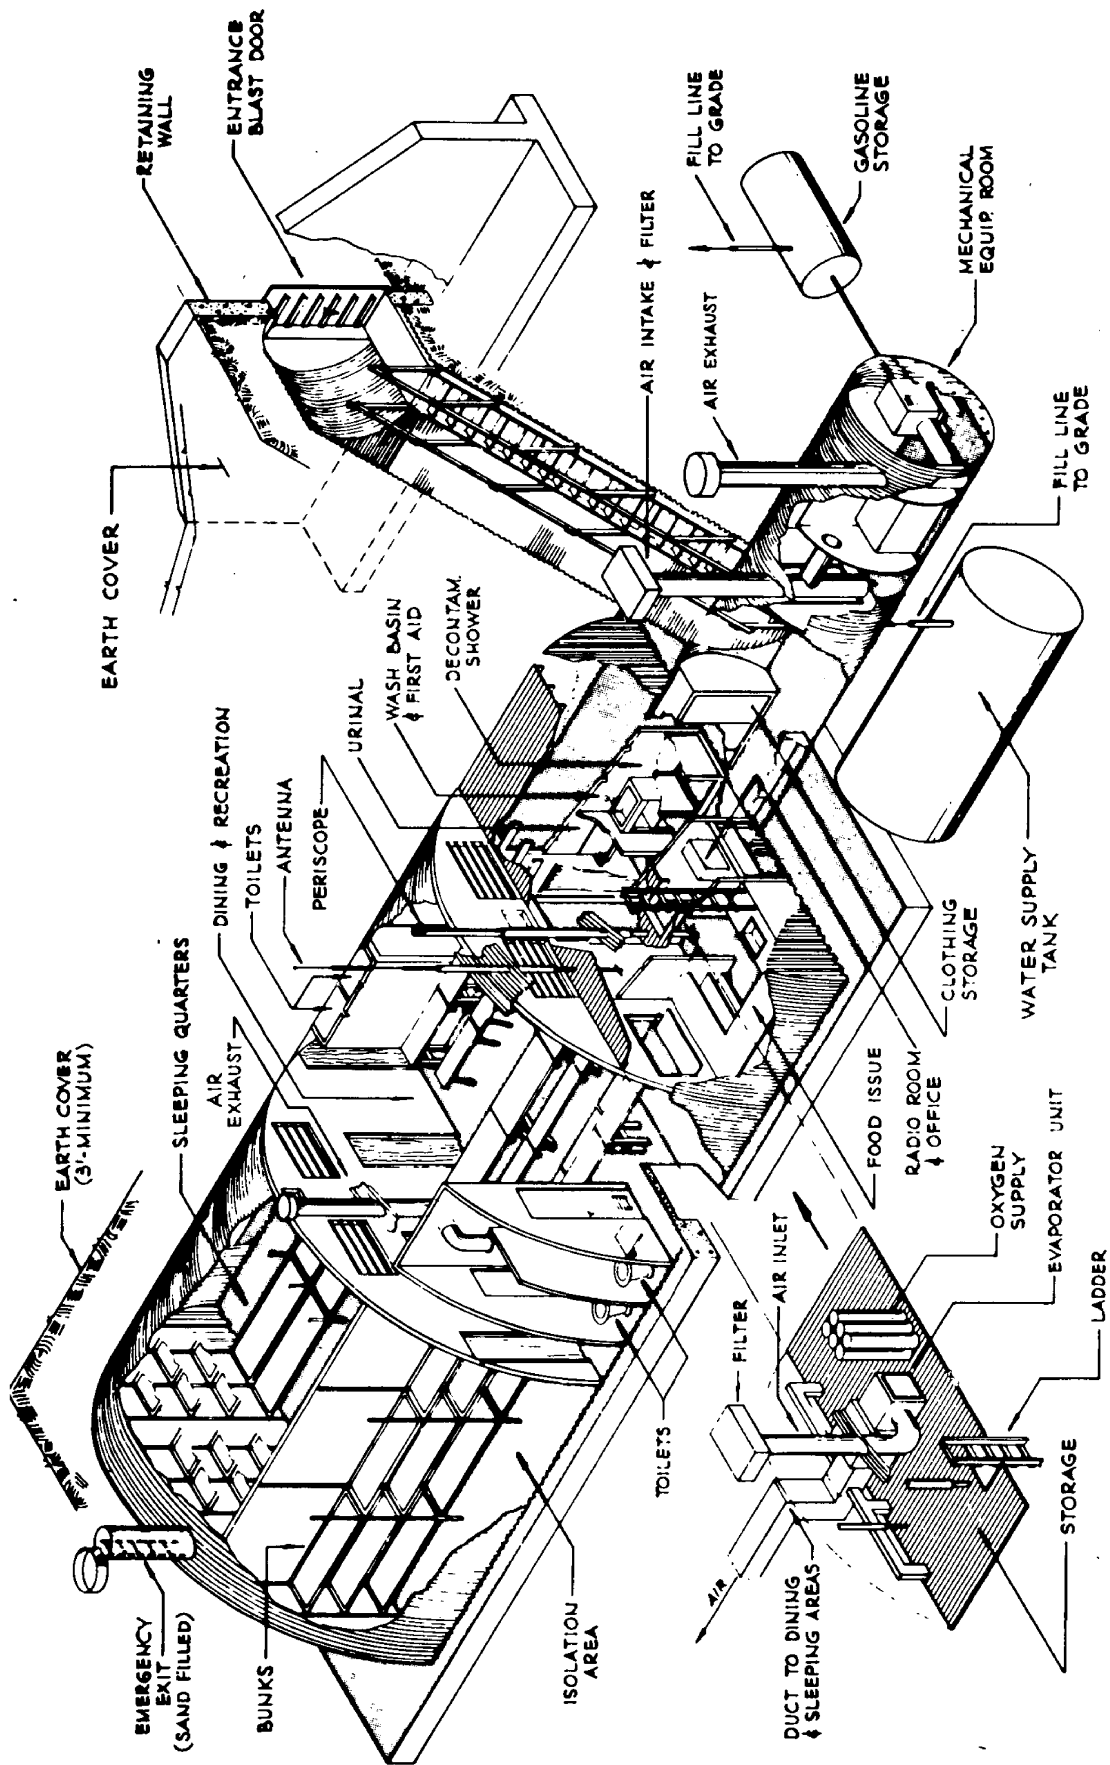 EARTH COVER
(3'-MINIMUM)
SLEEPING QUARTERS
AIR
EXHAUST
DINING & RECREATION
TOILETS
ANTENNA
PERISCOPE
URINAL
WASH BASIN
& FIRST AID
DECONTAM.
SHOWER
EARTH COVER
RETAINING
WALL
ENTRANCE
BLAST DOOR
AIR INTAKE & FILTER
AIR EXHAUST
FILL LINE
TO GRADE
GASOLINE
STORAGE
MECHANICAL
EQUIP. ROOM
FILL LINE
TO GRADE
WATER SUPPLY
TANK
CLOTHING
STORAGE
RADIO ROOM
& OFFICE
FOOD ISSUE
EMERGENCY
EXIT
(SAND FILLED)
BUNKS
ISOLATION
AREA
TOILETS
FILTER
AIR INLET
OXYGEN
SUPPLY
EVAPORATOR UNIT
LADDER
STORAGE
AIR
DUCT TO DINING
& SLEEPING AREAS